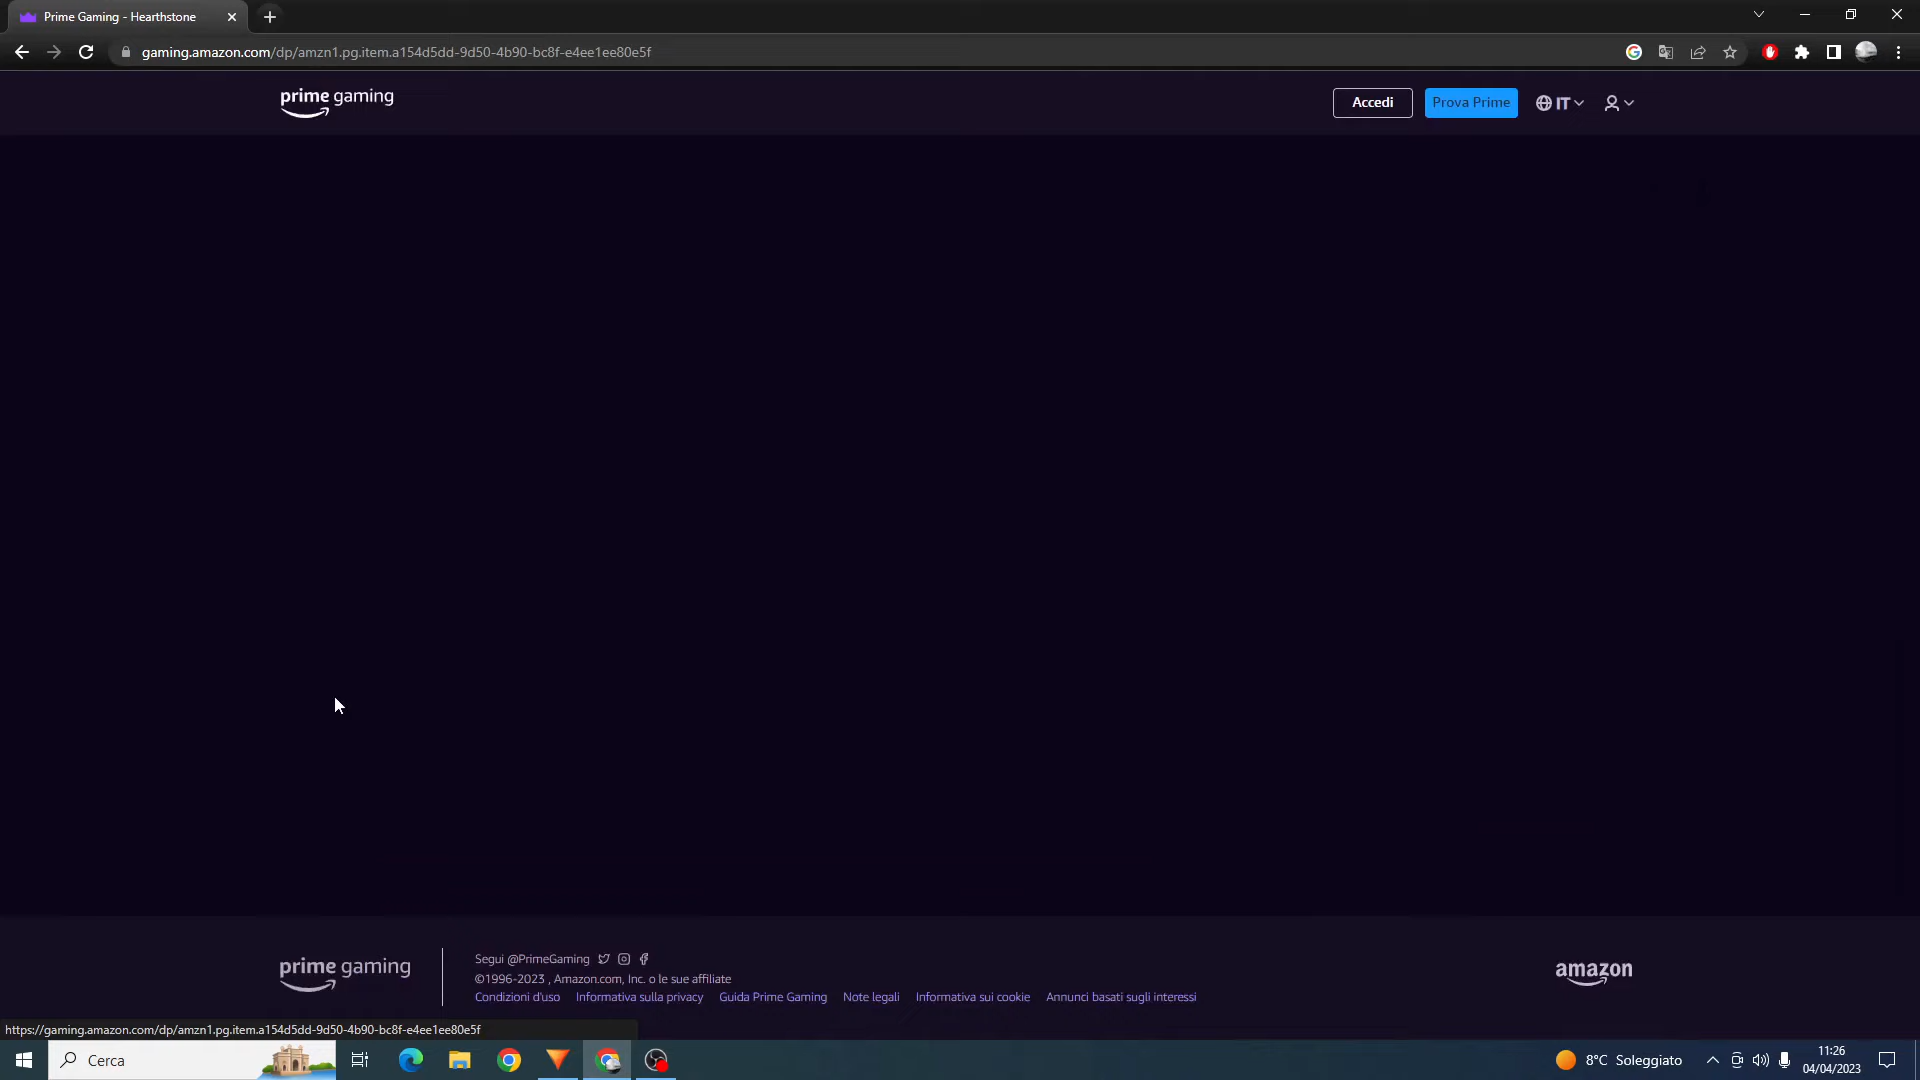 Prime Gaming - Hearthstone
gaming.amazon.com/dp/amzn1.pg.item.a154d5dd-9d50-4b90-bc8f-e4ee1ee80e5f
prime gaming
Accedi
Prova Prime
IT
prime gaming
Segui @PrimeGaming
©1996-2023 , Amazon.com, Inc. o le sue affiliate
Condizioni d'uso Informativa sulla privacy Guida Prime Gaming Note legali Informativa sui cookie Annunci basati sugli interessi
amazon
https://gaming.amazon.com/dp/amzn1.pg.item.a154d5dd-9d50-4b90-bc8f-e4ee1ee80e5f
Cerca
8°C Soleggiato
11:26
04/04/2023